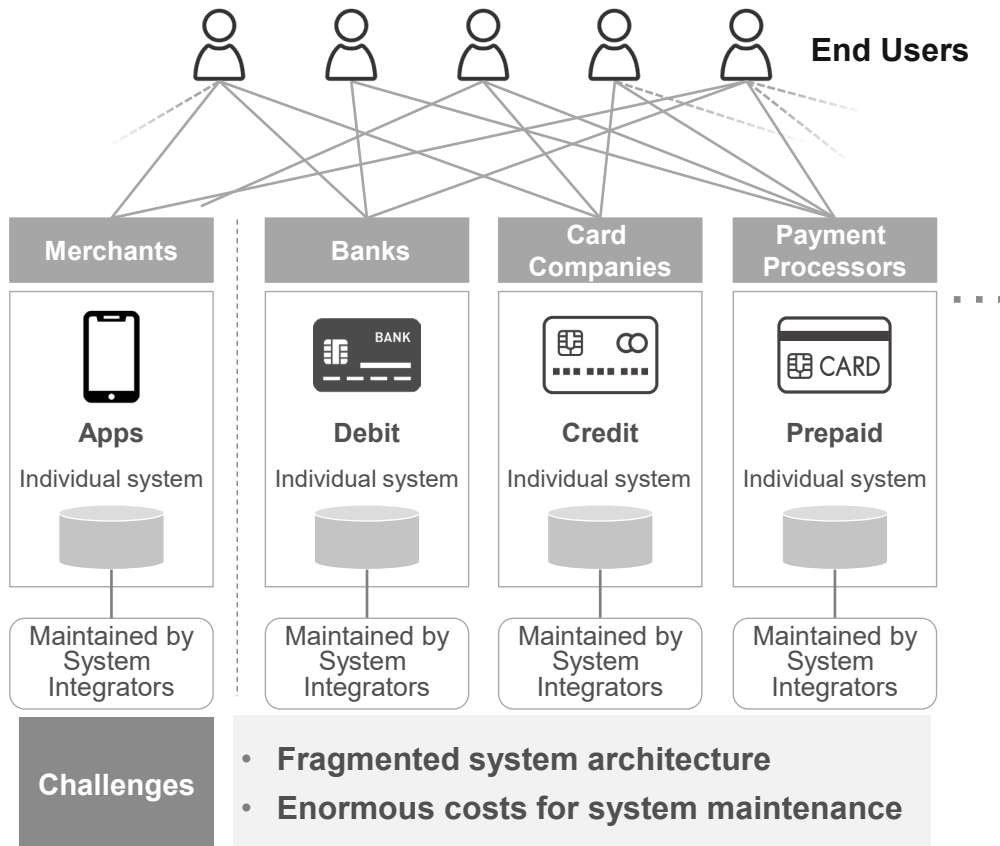 End Users
Merchants
Banks
Card
Companies
Payment
Processors
BANK
CARD
Apps
Debit
Credit
Prepaid
Individual system
Individual system
Individual system
Individual system
Maintained by
System
Integrators
Maintained by
System
Integrators
Maintained by
System
Integrators
Maintained by
System
Integrators
Challenges
• Fragmented system architecture
• Enormous costs for system maintenance